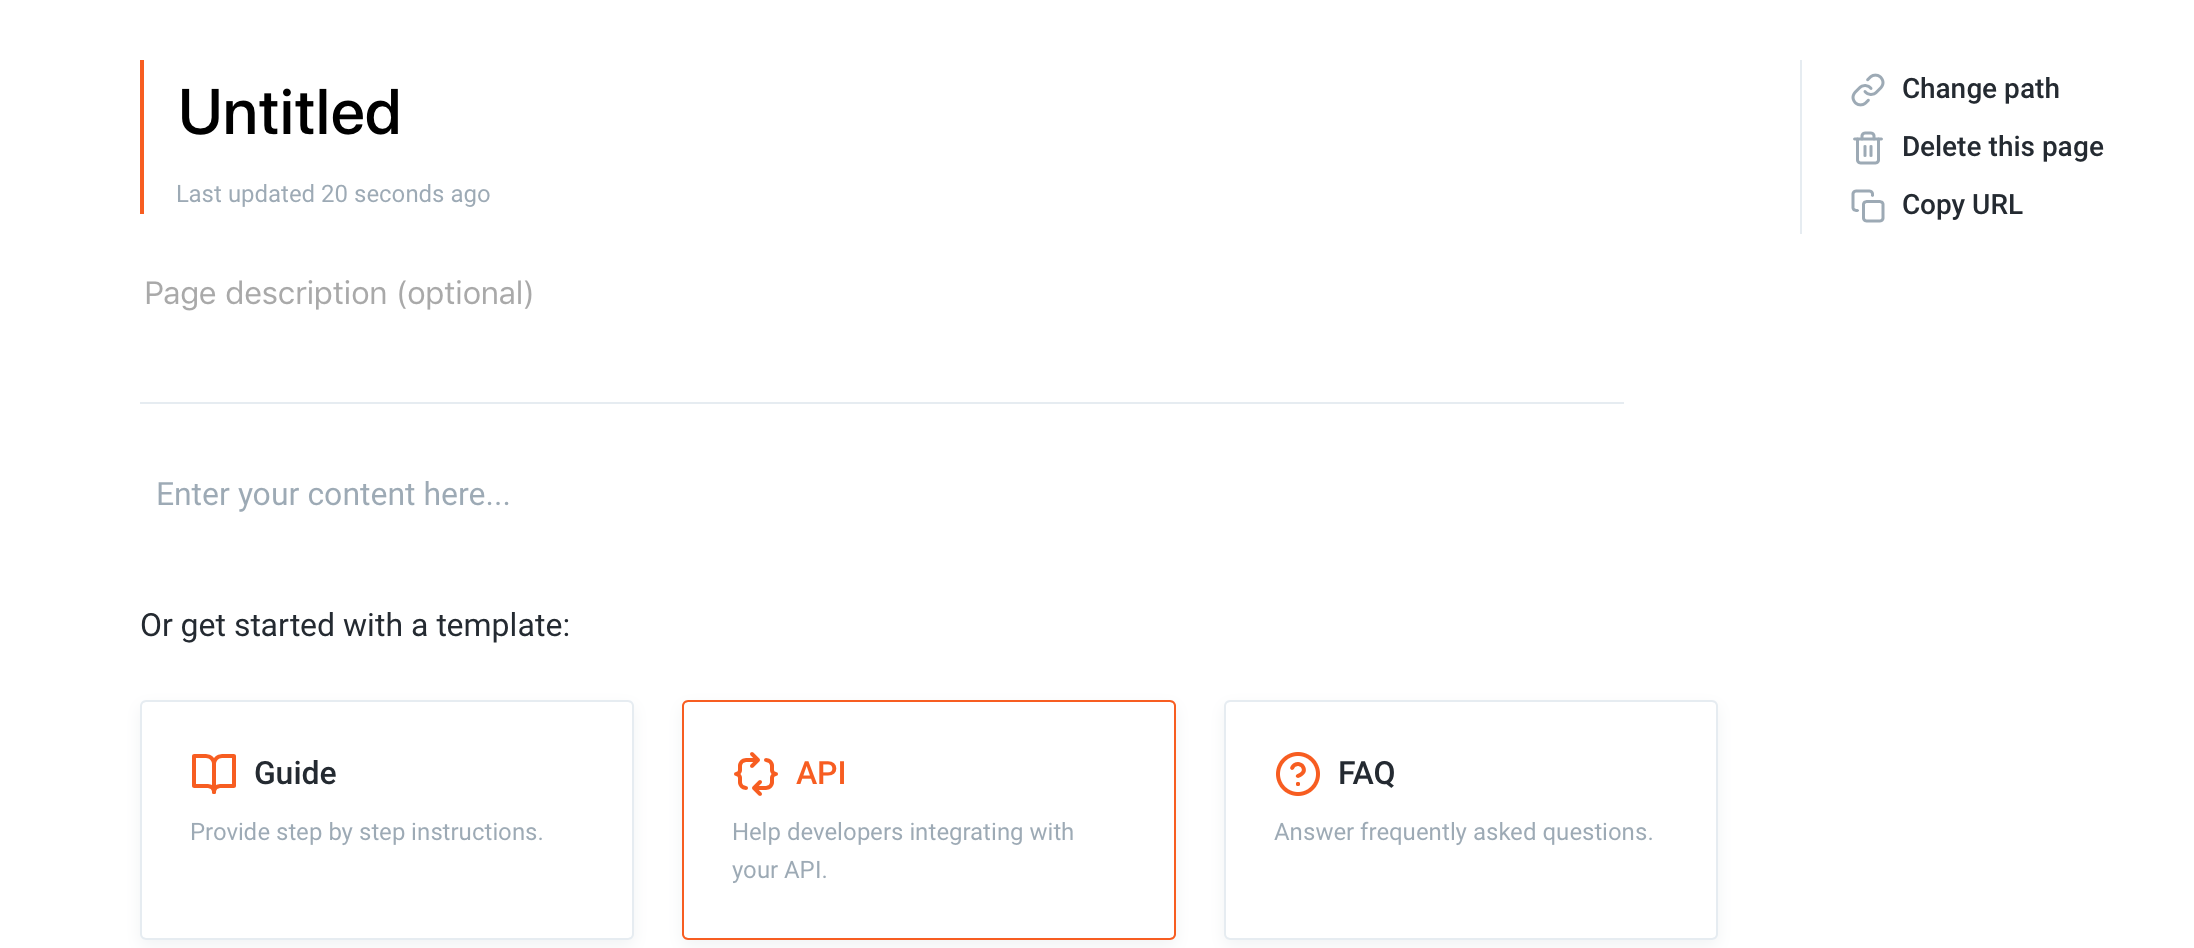 Untitled
Last updated 20 seconds ago
Page description (optional)
Enter your content here...
Or get started with a template:
Guide
Provide step by step instructions.
API
Help developers integrating with
your API.
FAQ
Answer frequently asked questions.
Change path
Delete this page
Copy URL